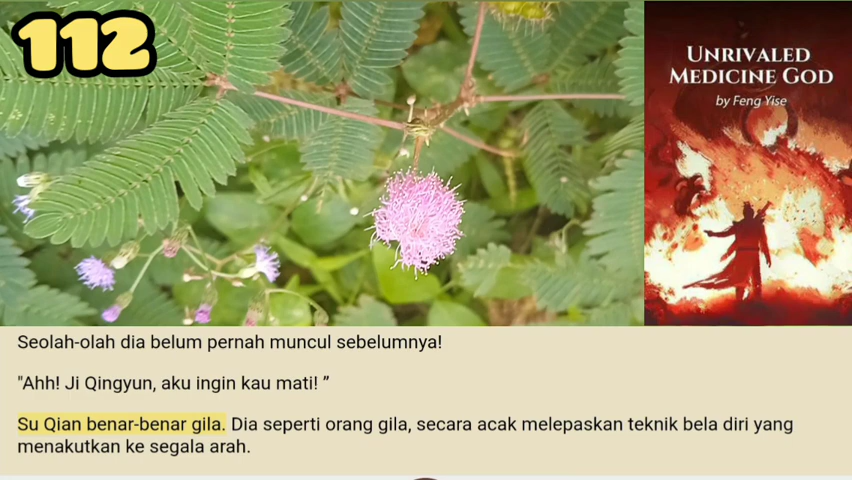 112
UNRIVALED
MEDICINE GOD
by Feng Yise
Seolah-olah dia belum pernah muncul sebelumnya!
"Ahh! Ji Qingyun, aku ingin kau mati! ”
Su Qian benar-benar gila. Dia seperti orang gila, secara acak melepaskan teknik bela diri yang
menakutkan ke segala arah.